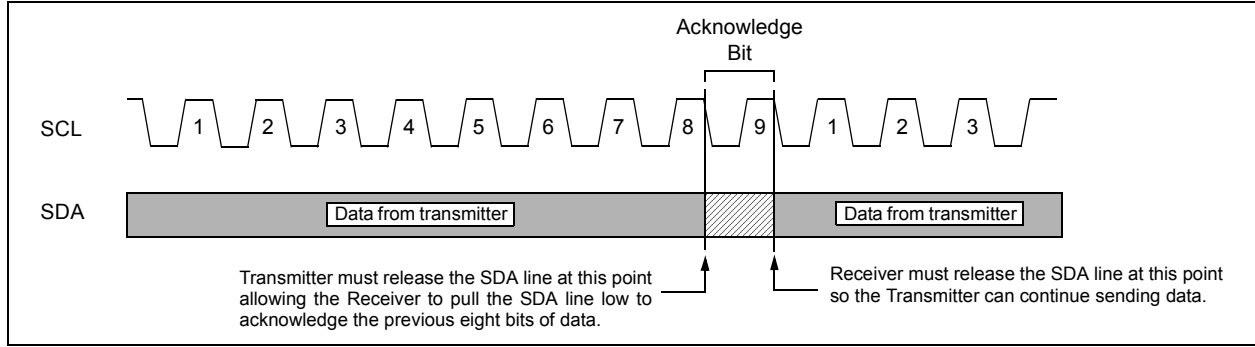 Acknowledge
Bit
SCL
1 2 3 4 5 6 7 8 9 1 2 3
SDA
Data from transmitter
Data from transmitter
Transmitter must release the SDA line at this point
allowing the Receiver to pull the SDA line low to
acknowledge the previous eight bits of data.
Receiver must release the SDA line at this point
so the Transmitter can continue sending data.